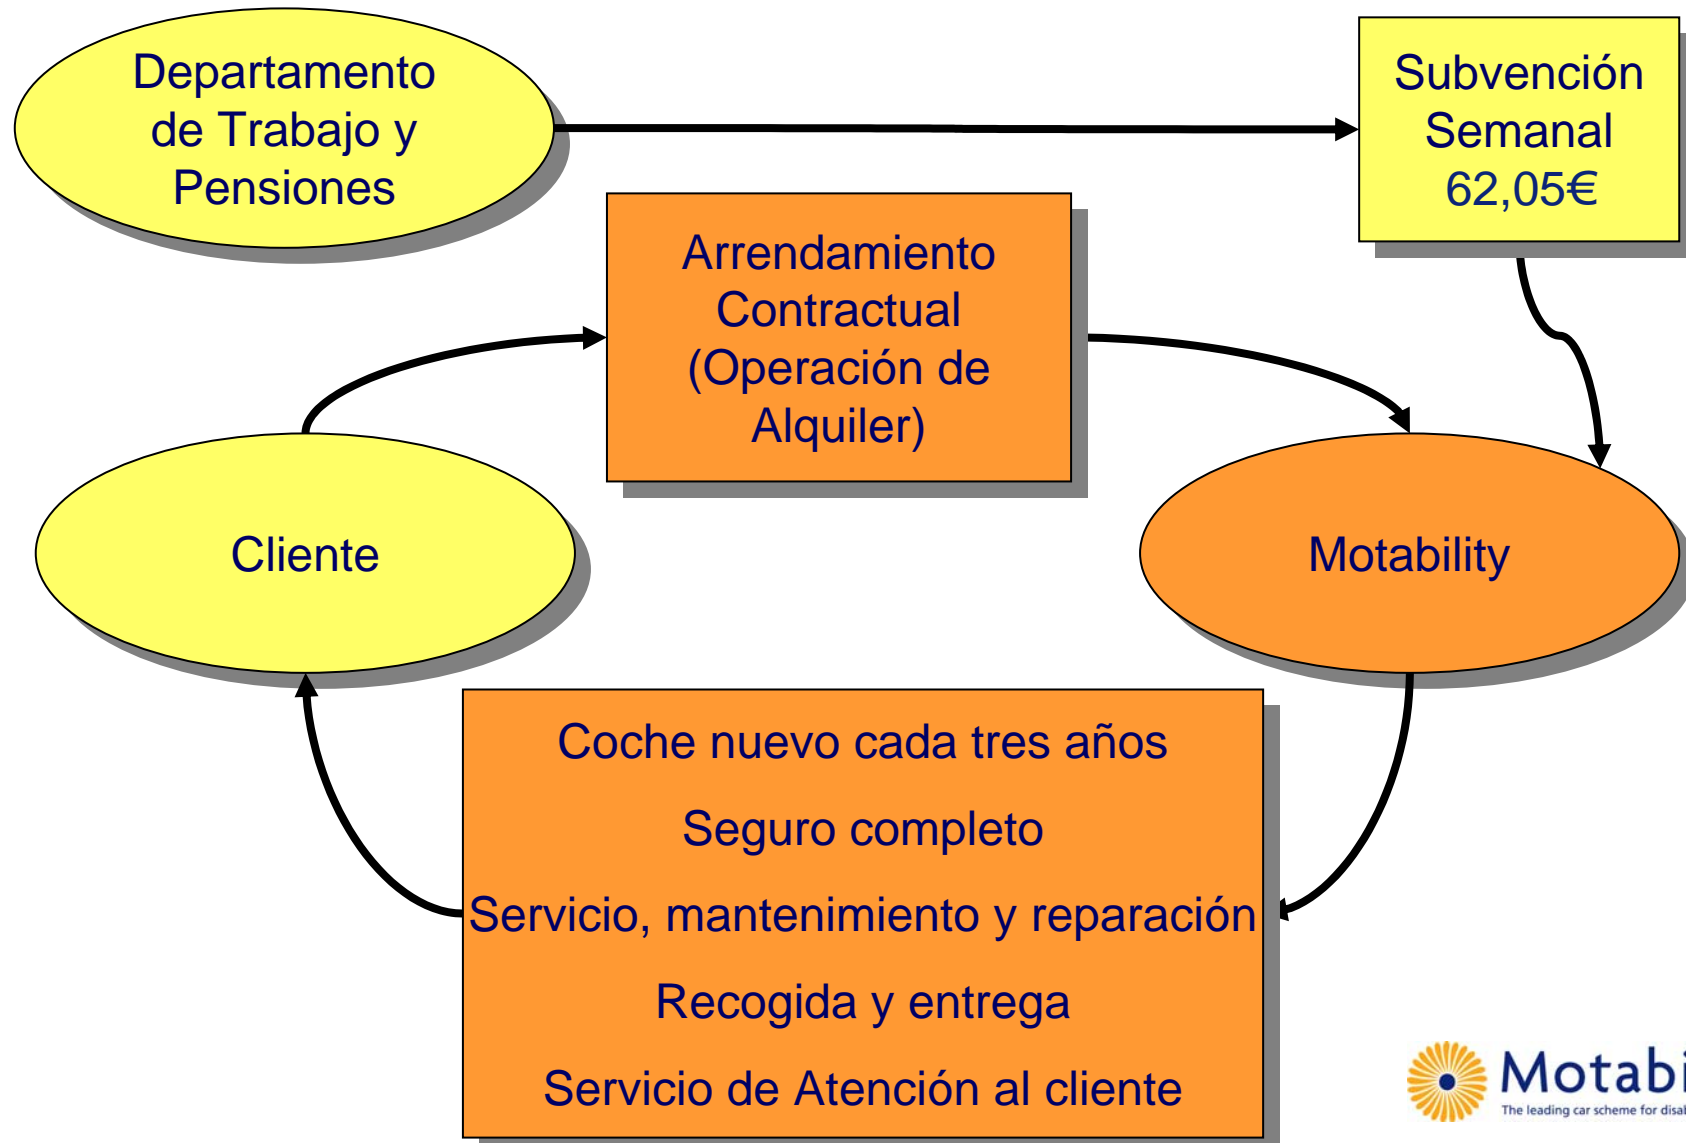 Departamento
de Trabajo y
Pensiones
Subvención
Semanal
62,05€
Arrendamiento
Contractual
(Operación de
Alquiler)
Cliente
Motability
Coche nuevo cada tres años
Seguro completo
Servicio, mantenimiento y reparación
Recogida y entrega
Servicio de Atención al cliente
Motabi
The leading car scheme for disab